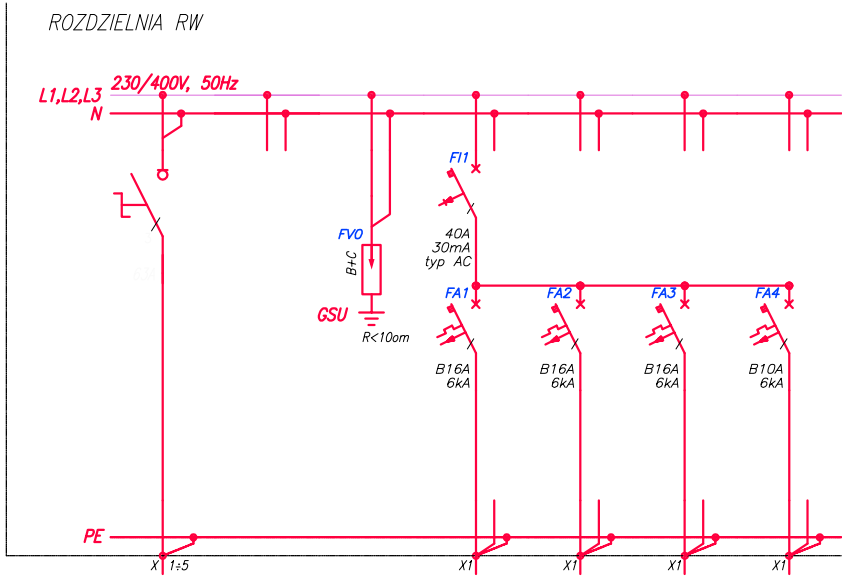 ROZDZIELNIA RW
230/400V, 50Hz
L1,L2,L3
N
FI1
40A
30mA
typ AC
FV0
B+C
GSU
R<10om
FA1
B16A
6kA
FA2
B16A
6kA
FA3
B16A
6kA
FA4
B10A
6kA
PE
X1 1÷5
X1
X1
X1
X1